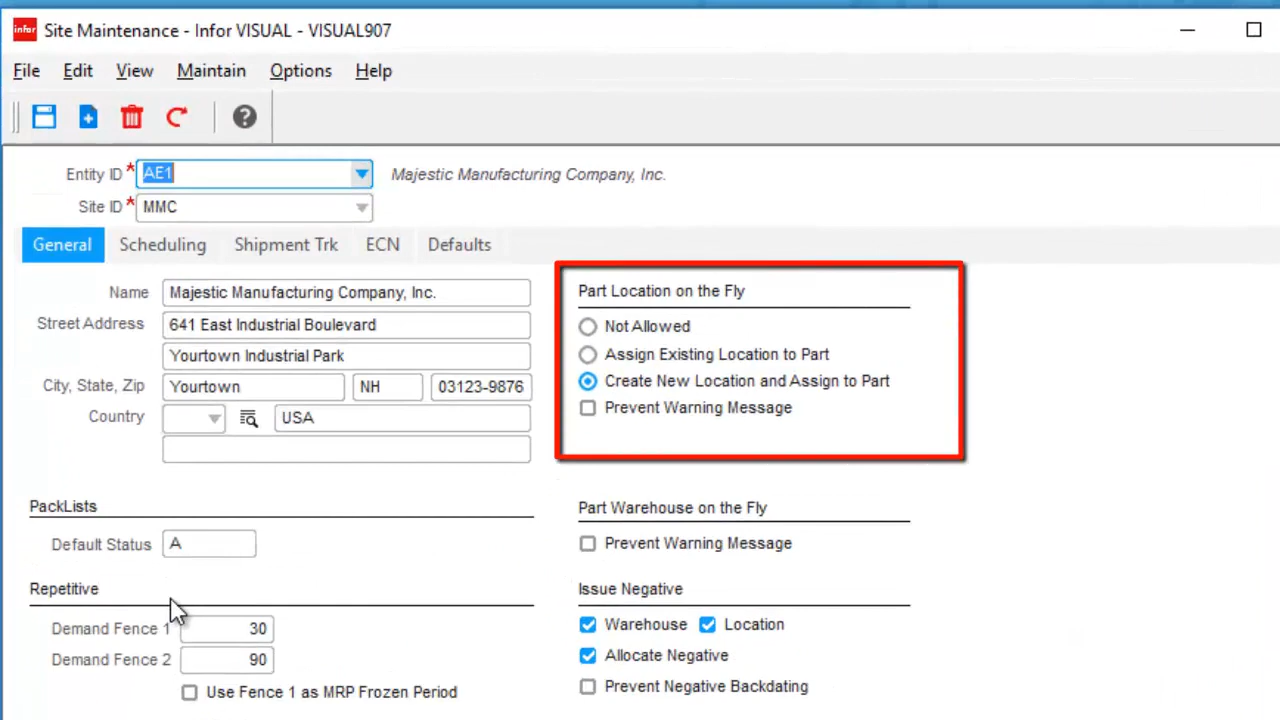 infor Site Maintenance - Infor VISUAL - VISUAL907
File Edit View Maintain Options Help
Entity ID * AE1 Majestic Manufacturing Company, Inc.
Site ID * MMC
General Scheduling Shipment Trk ECN Defaults
Name Majestic Manufacturing Company, Inc.
Street Address 641 East Industrial Boulevard
Yourtown Industrial Park
City, State, Zip Yourtown NH 03123-9876
Country USA
PackLists
Default Status A
Repetitive
Demand Fence 1 30
Demand Fence 2 90
Use Fence 1 as MRP Frozen Period
Part Location on the Fly
Not Allowed
Assign Existing Location to Part
Create New Location and Assign to Part
Prevent Warning Message
Part Warehouse on the Fly
Prevent Warning Message
Issue Negative
Warehouse Location
Allocate Negative
Prevent Negative Backdating